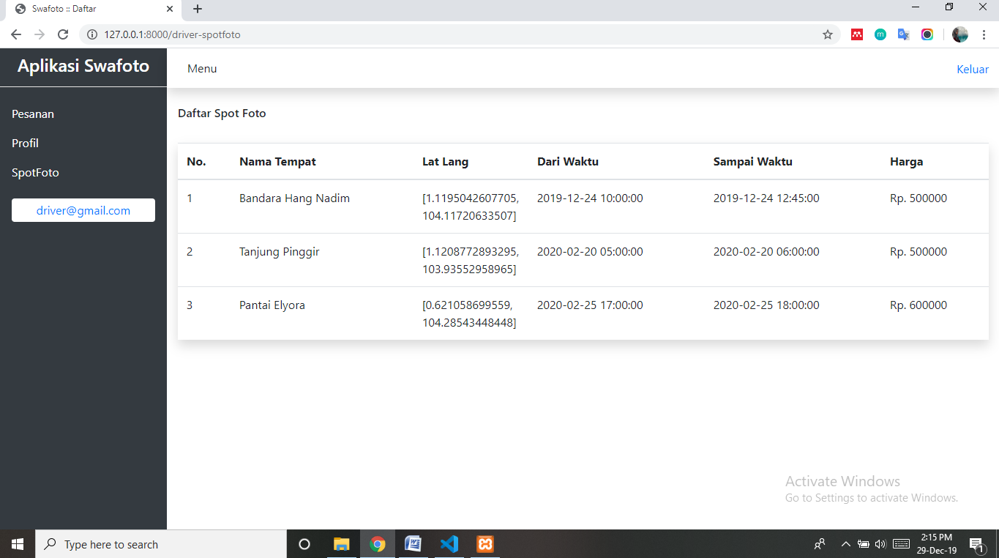 Swafoto :: Daftar
127.0.0.1:8000/driver-spotfoto
Aplikasi Swafoto
Menu
Keluar
Pesanan
Profil
SpotFoto
driver@gmail.com
Daftar Spot Foto
No. Nama Tempat Lat Lang Dari Waktu Sampai Waktu Harga
1 Bandara Hang Nadim [1.1195042607705, 2019-12-24 10:00:00 2019-12-24 12:45:00 Rp. 500000
104.11720633507]
2 Tanjung Pinggir [1.1208772893295, 2020-02-20 05:00:00 2020-02-20 06:00:00 Rp. 500000
103.93552958965]
3 Pantai Elyora [0.621058699559, 2020-02-25 17:00:00 2020-02-25 18:00:00 Rp. 600000
104.28543448448]
Activate Windows
Go to Settings to activate Windows.
Type here to search
2:15 PM
29-Dec-19
1